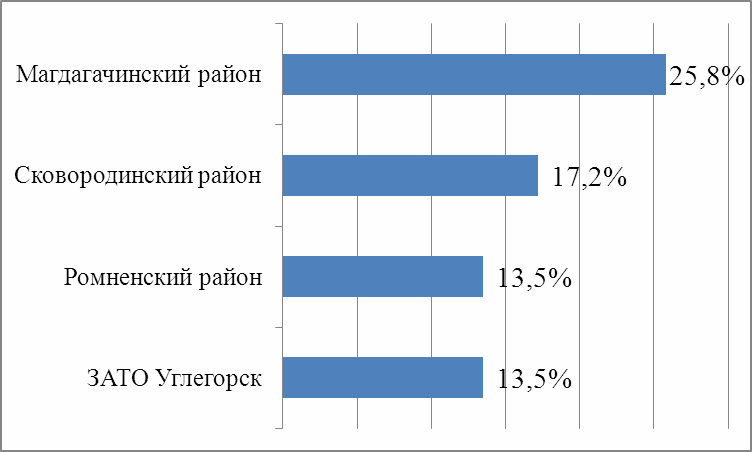 Магдагачинский район 25,8%
Сковородинский район 17,2%
Ромненский район 13,5%
ЗАТО Углегорск 13,5%